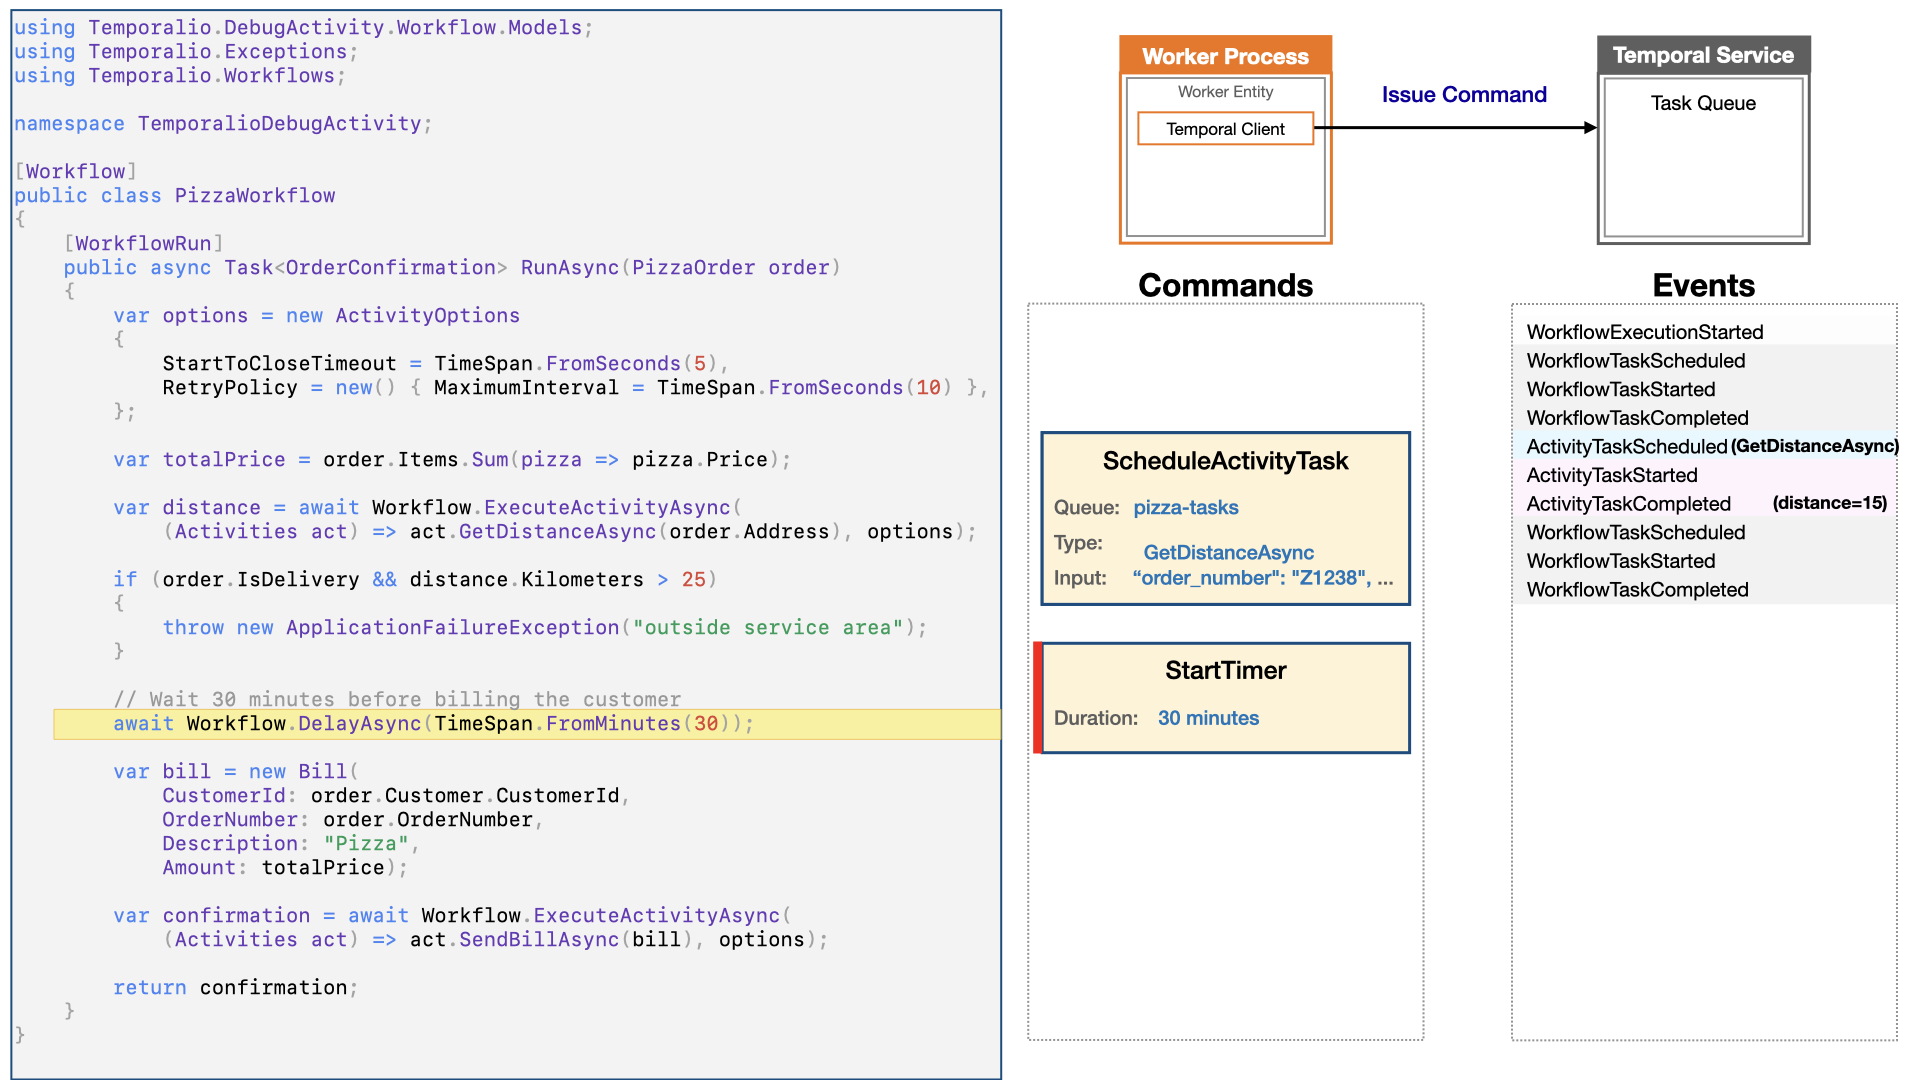 using Temporalio.DebugActivity.Workflow.Models;
using Temporalio.Exceptions;
using Temporalio.Workflows;
namespace TemporalioDebugActivity;
[Workflow]
public class PizzaWorkflow
{
[WorkflowRun]
public async Task<OrderConfirmation> RunAsync(PizzaOrder order)
{
var options = new ActivityOptions
{
StartToCloseTimeout = TimeSpan.FromSeconds(5),
RetryPolicy = new() { MaximumInterval = TimeSpan.FromSeconds(10) },
};
var totalPrice = order.Items.Sum(pizza => pizza.Price);
var distance = await Workflow.ExecuteActivityAsync(
(Activities act) => act.GetDistanceAsync(order.Address), options);
if (order.IsDelivery && distance.Kilometers > 25)
{
throw new ApplicationFailureException("outside service area");
}
// Wait 30 minutes before billing the customer
await Workflow.DelayAsync(TimeSpan.FromMinutes(30));
var bill = new Bill(
CustomerId: order.Customer.CustomerId,
OrderNumber: order.OrderNumber,
Description: "Pizza",
Amount: totalPrice);
var confirmation = await Workflow.ExecuteActivityAsync(
(Activities act) => act.SendBillAsync(bill), options);
return confirmation;
}
}
Worker Process
Worker Entity
Temporal Client
Issue Command
Temporal Service
Task Queue
Commands
ScheduleActivityTask
Queue: pizza-tasks
Type: GetDistanceAsync
Input: “order_number": "Z1238", ...
StartTimer
Duration: 30 minutes
Events
WorkflowExecutionStarted
WorkflowTaskScheduled
WorkflowTaskStarted
WorkflowTaskCompleted
ActivityTaskScheduled (GetDistanceAsync)
ActivityTaskStarted
ActivityTaskCompleted (distance=15)
WorkflowTaskScheduled
WorkflowTaskStarted
WorkflowTaskCompleted